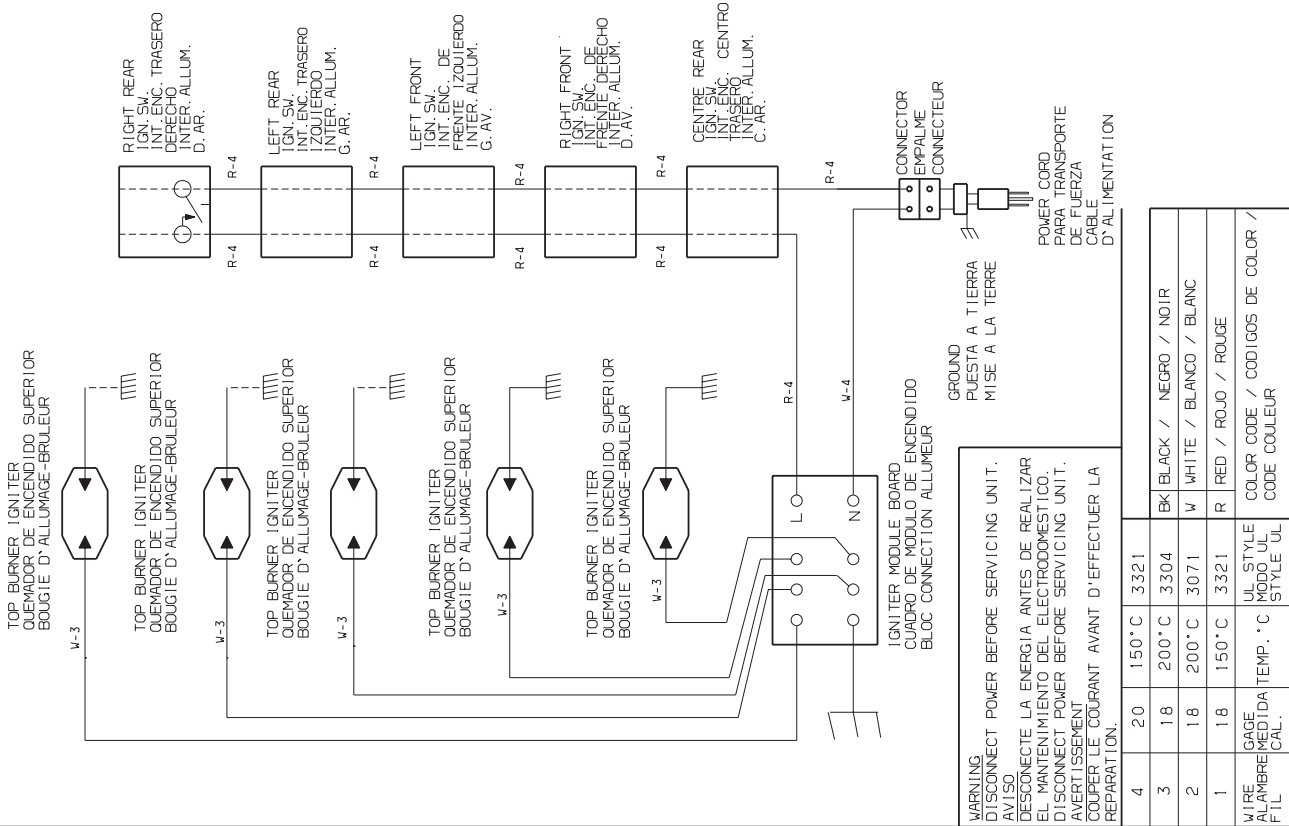 TOP BURNER IGNITER
QUEMADOR DE ENCENDIDO SUPERIOR
BOUGIE D'ALLUMAGE-BRULEUR
W-3
TOP BURNER IGNITER
QUEMADOR DE ENCENDIDO SUPERIOR
BOUGIE D'ALLUMAGE-BRULEUR
W-3
TOP BURNER IGNITER
QUEMADOR DE ENCENDIDO SUPERIOR
BOUGIE D'ALLUMAGE-BRULEUR
W-3
TOP BURNER IGNITER
QUEMADOR DE ENCENDIDO SUPERIOR
BOUGIE D'ALLUMAGE-BRULEUR
W-3
TOP BURNER IGNITER
QUEMADOR DE ENCENDIDO SUPERIOR
BOUGIE D'ALLUMAGE-BRULEUR
W-3
RIGHT REAR
IGN. SW.
INT. ENC. TRASERO
DERECHO
INTER. ALLUM.
D. AR.
R-4
R-4
LEFT REAR
IGN. SW.
INT. ENC. TRASERO
IZQUIERDO
INTER. ALLUM.
G. AR.
R-4
R-4
LEFT FRONT
IGN. SW.
INT. ENC. DE
FRENTE IZQUIERDO
INTER. ALLUM.
G. AV.
R-4
R-4
RIGHT FRONT
IGN. SW.
INT. ENC. DE
FRENTE DERECHO
INTER. ALLUM.
D. AV.
R-4
R-4
CENTRE REAR
IGN. SW.
INT. ENC. CENTRO
TRASERO
INTER. ALLUM.
C. AR.
R-4
R-4
W-4
L
N
IGNITER MODULE BOARD
CUADRO DE MODULO DE ENCENDIDO
BLOC CONNECTION ALLUMEUR
CONNECTOR
EMPALME
CONNECTEUR
GROUND
PUESTA A TIERRA
MISE A LA TERRE
POWER CORD
PARA TRANSPORTE
DE FUERZA
CABLE
D'ALIMENTATION
WARNING
DISCONNECT POWER BEFORE SERVICING UNIT.
AVISO
DESCONECTE LA ENERGIA ANTES DE REALIZAR
EL MANTENIMIENTO DEL ELECTRODOMESTICO.
DISCONNECT POWER BEFORE SERVICING UNIT.
AVERTISSEMENT
COUPER LE COURANT AVANT D'EFFECTUER LA
REPARATION.
4 20 150°C 3321
3 18 200°C 3304 BK BLACK / NEGRO / NOIR
2 18 200°C 3071 W WHITE / BLANCO / BLANC
1 18 150°C 3321 R RED / ROJO / ROUGE
WIRE GAGE UL STYLE COLOR CODE / CODIGOS DE COLOR /
ALAMBRE MEDIDA TEMP. °C MODO UL CODE COULEUR
FIL CAL. STYLE UL